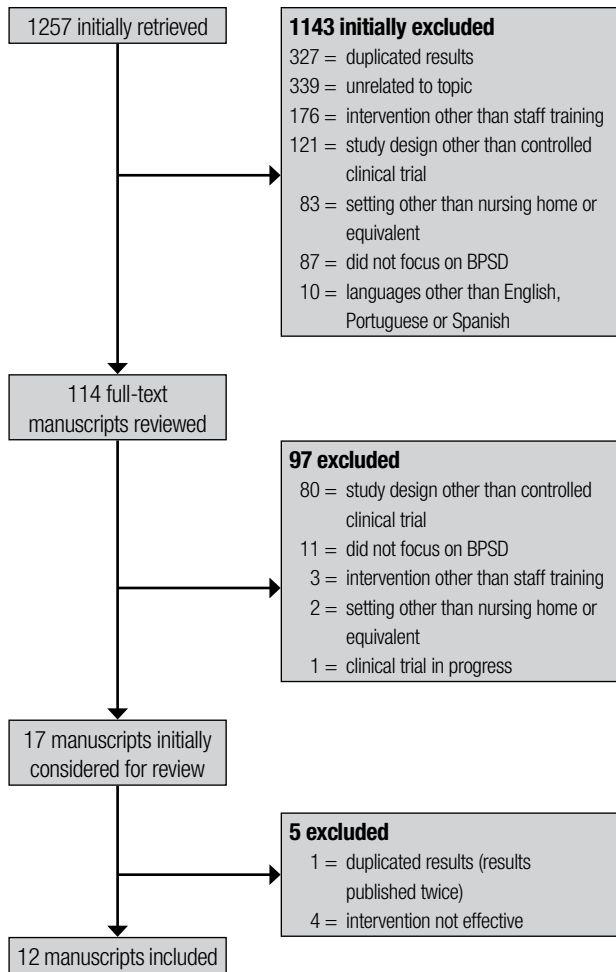 1257 initially retrieved
1143 initially excluded
327 = duplicated results
339 = unrelated to topic
176 = intervention other than staff training
121 = study design other than controlled
clinical trial
83 = setting other than nursing home or
equivalent
87 = did not focus on BPSD
10 = languages other than English,
Portuguese or Spanish
114 full-text
manuscripts reviewed
97 excluded
80 = study design other than controlled
clinical trial
11 = did not focus on BPSD
3 = intervention other than staff training
2 = setting other than nursing home or
equivalent
1 = clinical trial in progress
17 manuscripts initially
considered for review
5 excluded
1 = duplicated results (results
published twice)
4 = intervention not effective
12 manuscripts included